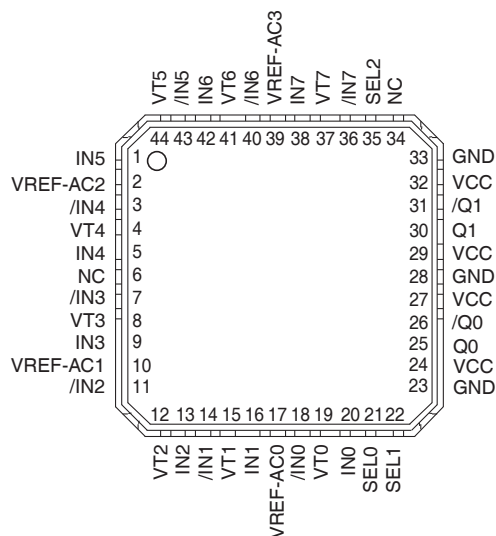 VT5 /IN5 IN6 VT6 /IN6 VREF-AC3 IN7 VT7 /IN7 SEL2 NC
44 43 42 41 40 39 38 37 36 35 34
IN5 1
VREF-AC2 2
/IN4 3
VT4 4
IN4 5
NC 6
/IN3 7
VT3 8
IN3 9
VREF-AC1 10
/IN2 11
33 GND
32 VCC
31 /Q1
30 Q1
29 VCC
28 GND
27 VCC
26 /Q0
25 Q0
24 VCC
23 GND
12 13 14 15 16 17 18 19 20 21 22
VT2 IN2 /IN1 VT1 IN1 VREF-AC0 /IN0 VT0 IN0 SEL0 SEL1